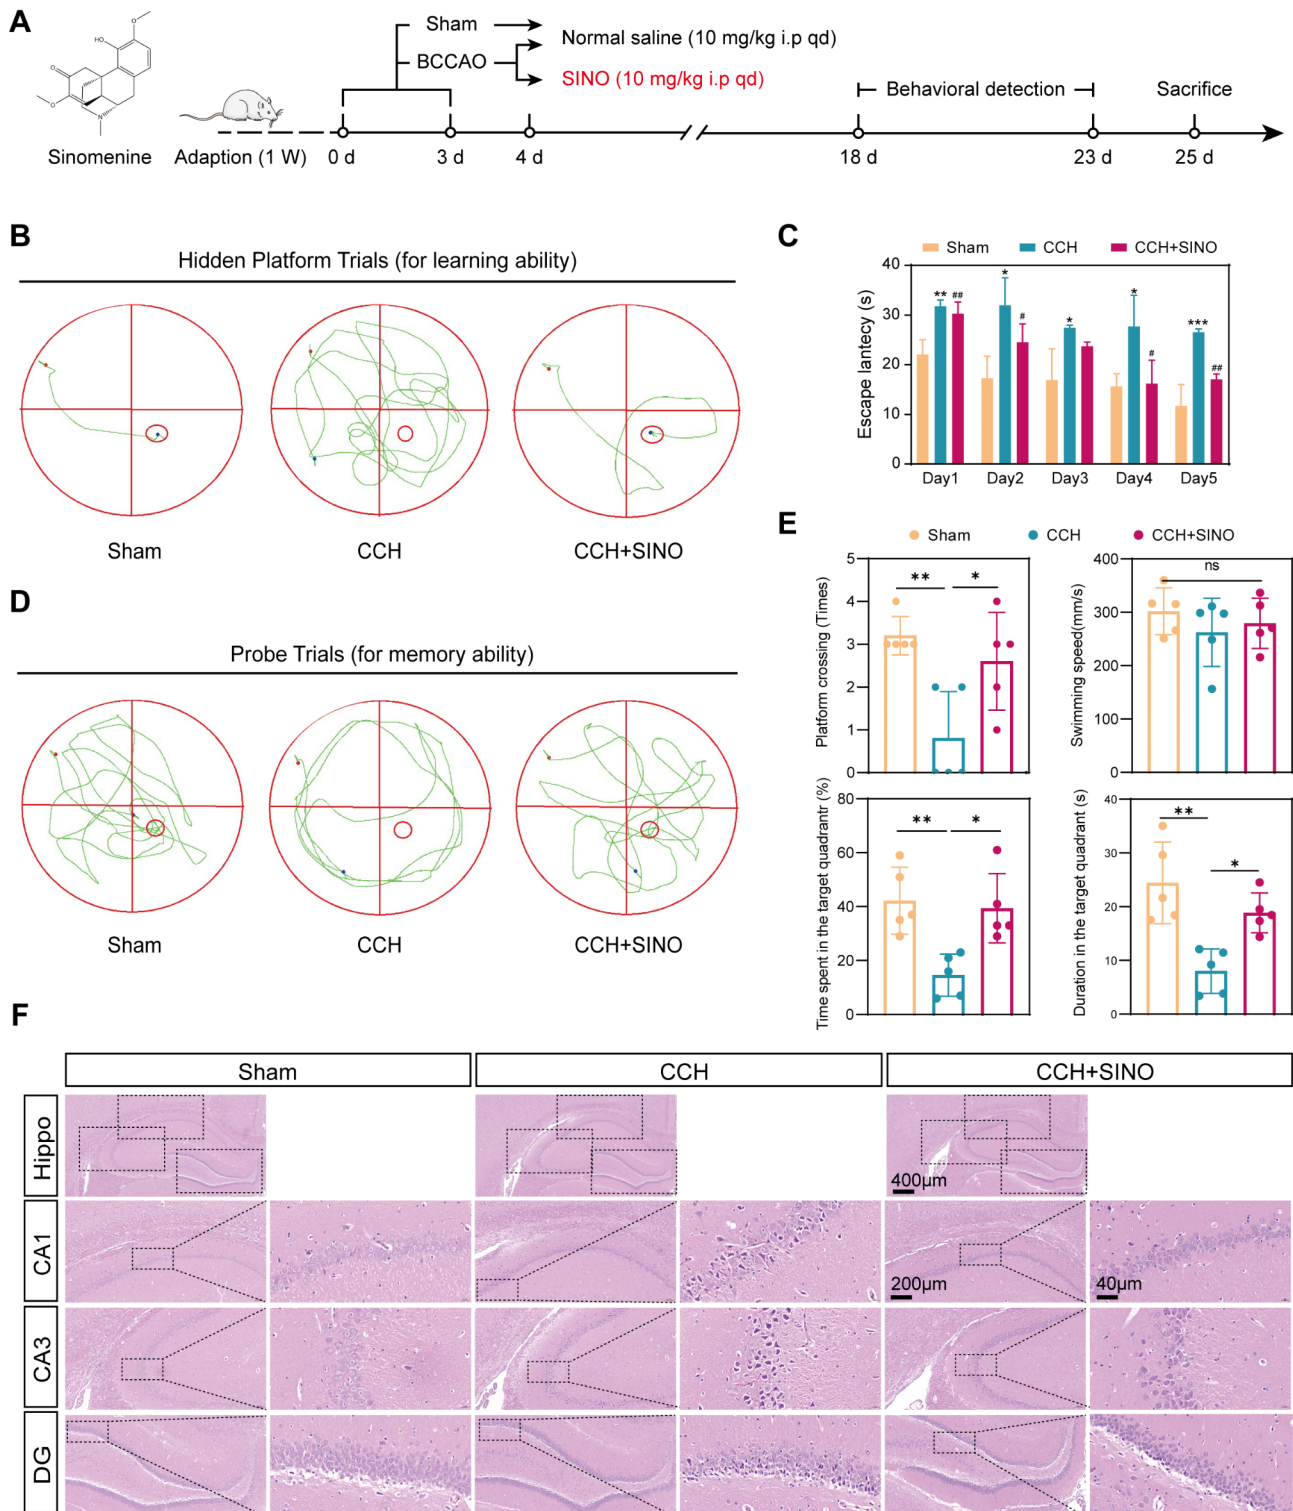 A
HO
O
O
O
N
Sinomenine
Adaption (1 W)
Sham
BCCAO
Normal saline (10 mg/kg i.p qd)
SINO (10 mg/kg i.p qd)
0 d
3 d
4 d
Behavioral detection
Sacrifice
18 d
23 d
25 d
B
Hidden Platform Trials (for learning ability)
Sham
CCH
CCH+SINO
C
Sham
CCH
CCH+SINO
Escape lantecy (s)
40
30
20
10
0
**
##
*
#
*
*
#
***
##
Day1
Day2
Day3
Day4
Day5
D
Probe Trials (for memory ability)
Sham
CCH
CCH+SINO
E
Sham
CCH
CCH+SINO
Platform crossing (Times)
5
4
3
2
1
0
**
*
Swimming speed(mm/s)
400
300
200
100
0
ns
Time spent in the target quadrantr (%)
80
60
40
20
0
**
*
Duration in the target quadrant (s)
40
30
20
10
0
**
*
F
Sham
CCH
CCH+SINO
Hippo
400μm
CA1
200μm
40μm
CA3
DG